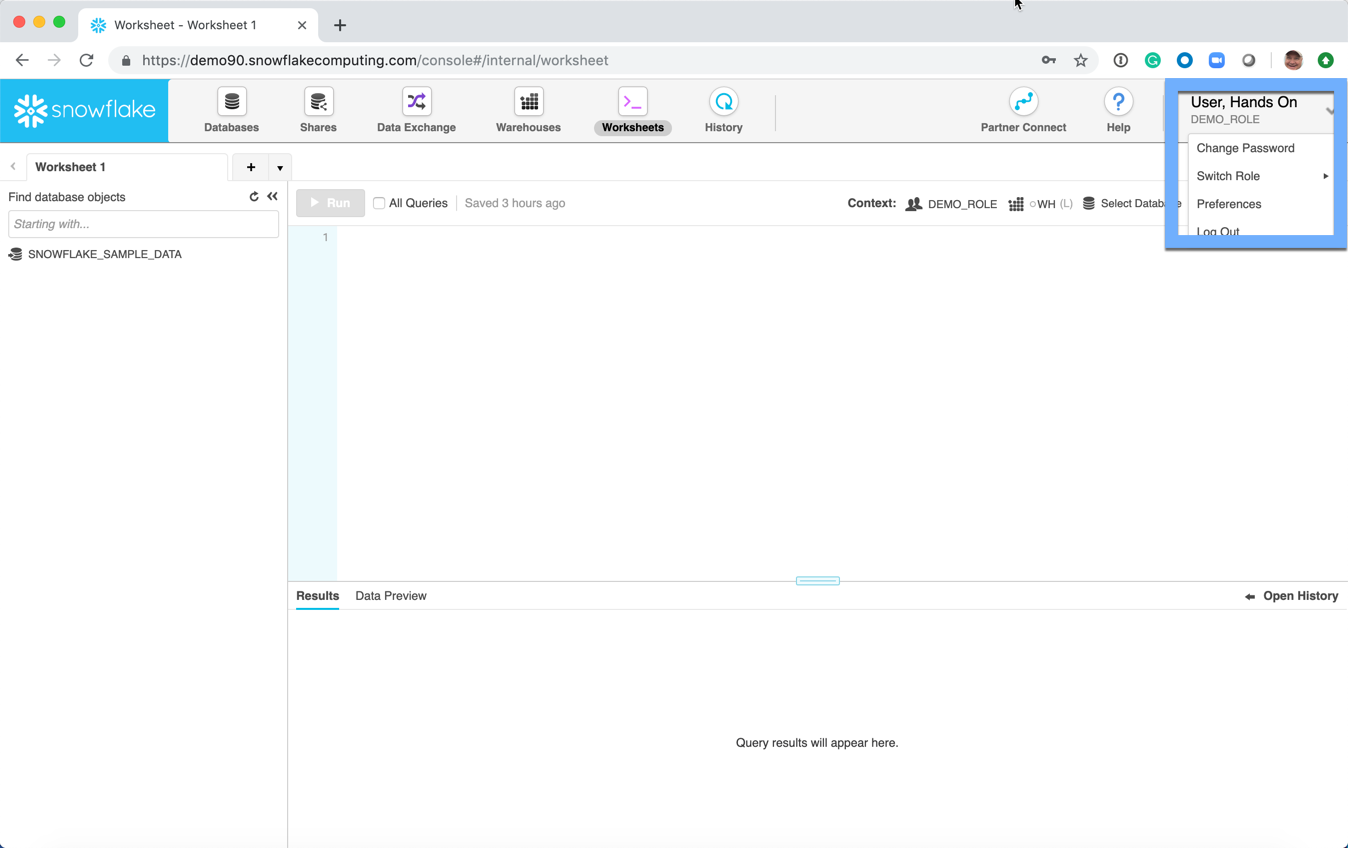 Worksheet - Worksheet 1
https://demo90.snowflakecomputing.com/console#/internal/worksheet
snowflake
Databases
Shares
Data Exchange
Warehouses
Worksheets
History
Partner Connect
Help
User, Hands On
DEMO_ROLE
Change Password
Switch Role
Preferences
Log Out
Worksheet 1
Find database objects
Starting with...
SNOWFLAKE_SAMPLE_DATA
Run
All Queries
Saved 3 hours ago
Context:
DEMO_ROLE
WH (L)
Select Database
1
Results
Data Preview
Open History
Query results will appear here.